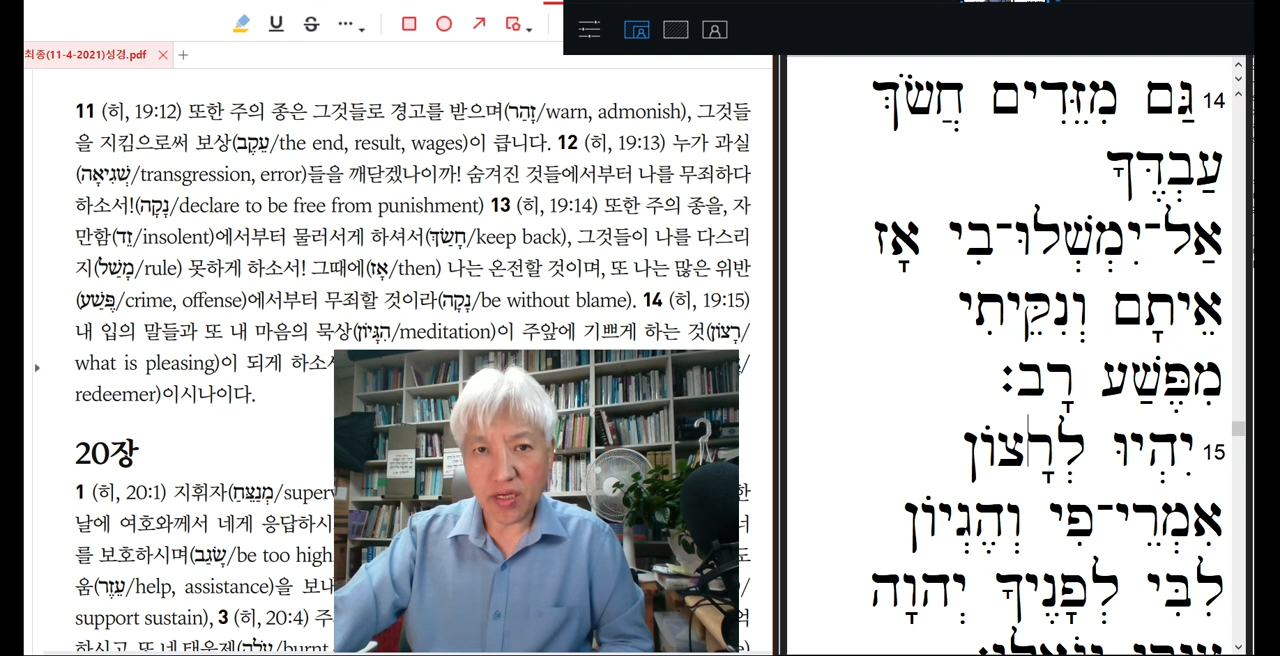 최종(11-4-2021)성경.pdf
11 (히, 19:12) 또한 주의 종은 그것들로 경고를 받으며(זָהַר/warn, admonish), 그것들
을 지킴으로써 보상(עֵקֶב/the end, result, wages)이 큽니다. 12 (히, 19:13) 누가 과실
(שְׁגִיאָה/transgression, error)들을 깨닫겠나이까! 숨겨진 것들에서부터 나를 무죄하다
하소서!(נָקָה/declare to be free from punishment) 13 (히, 19:14) 또한 주의 종을, 자
만함(זֵד/insolent)에서부터 물러서게 하셔서(חָשַׂךְ/keep back), 그것들이 나를 다스리
지(מָשַׁל/rule) 못하게 하소서! 그때에(אָז/then) 나는 온전할 것이며, 또 나는 많은 위반
(פֶּשַׁע/crime, offense)에서부터 무죄할 것이라(נָקָה/be without blame). 14 (히, 19:15)
내 입의 말들과 또 내 마음의 묵상(הִגָּיוֹן/meditation)이 주앞에 기쁘게 하는 것(רָצוֹן/
what is pleasing)이 되게 하소서
redeemer)이시나이다.
20장
1 (히, 20:1) 지휘자(מְנַצֵּחַ/superv 한
날에 여호와께서 네게 응답하시
를 보호하시며(שָׂגַב/be too high 도
움(עֵזֶר/help, assistance)을 보내
support sustain), 3 (히, 20:4) 주 억
하시고, 또 네 태움제(עֹלָה/burnt
14 גַּם מִזֵּדִים חֲשֹׂךְ
עַבְדֶּךָ
אַל־יִמְשְׁלוּ־בִי אָז
אֵיתָם וְנִקֵּיתִי
מִפֶּשַׁע רָב׃
15 יִהְיוּ לְרָצוֹן
אִמְרֵי־פִי וְהֶגְיוֹן
לִבִּי לְפָנֶיךָ יְהוָה